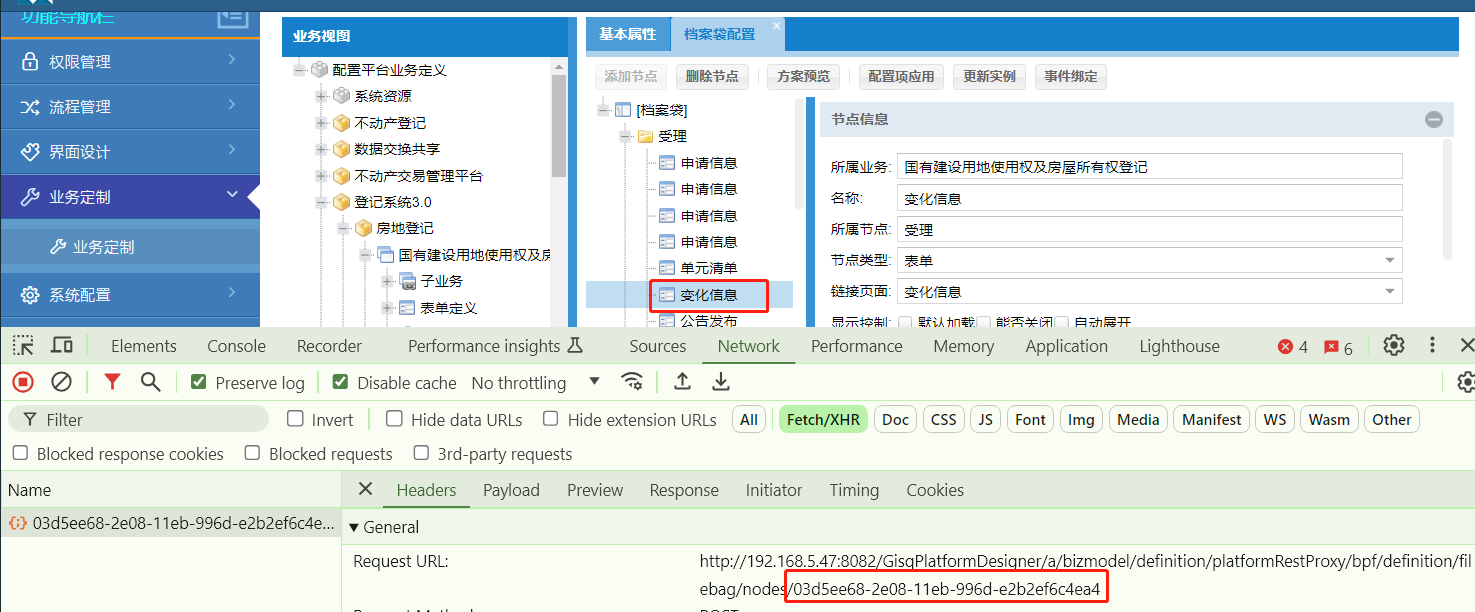 功能导航栏
权限管理
流程管理
界面设计
业务定制
业务定制
系统配置
业务视图
配置平台业务定义
系统资源
不动产登记
数据交换共享
不动产交易管理平台
登记系统3.0
房地登记
国有建设用地使用权及房
子业务
表单定义
基本属性 档案袋配置
添加节点 删除节点 方案预览 配置项应用 更新实例 事件绑定
[档案袋]
受理
申请信息
申请信息
申请信息
申请信息
单元清单
变化信息
公告发布
节点信息
所属业务: 国有建设用地使用权及房屋所有权登记
名称: 变化信息
所属节点: 受理
节点类型: 表单
链接页面: 变化信息
显示控制: 默认加载 能否关闭 自动展开
Elements Console Recorder Performance insights Sources Network Performance Memory Application Lighthouse 4 6
Preserve log Disable cache No throttling
Filter Invert Hide data URLs Hide extension URLs All Fetch/XHR Doc CSS JS Font Img Media Manifest WS Wasm Other
Blocked response cookies Blocked requests 3rd-party requests
Name
03d5ee68-2e08-11eb-996d-e2b2ef6c4e...
Headers Payload Preview Response Initiator Timing Cookies
General
Request URL: http://192.168.5.47:8082/GisqPlatformDesigner/a/bizmodel/definition/platformRestProxy/bpf/definition/fil
ebag/nodes/03d5ee68-2e08-11eb-996d-e2b2ef6c4ea4